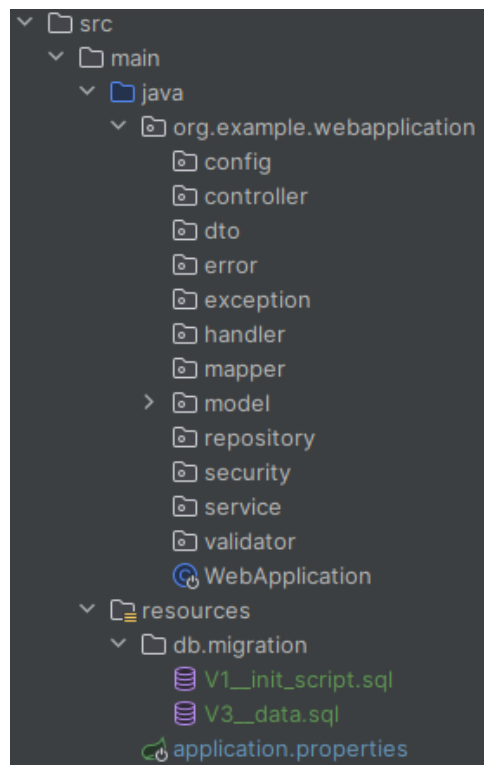 src
main
java
org.example.webapplication
config
controller
dto
error
exception
handler
mapper
model
repository
security
service
validator
WebApplication
resources
db.migration
V1__init_script.sql
V3__data.sql
application.properties